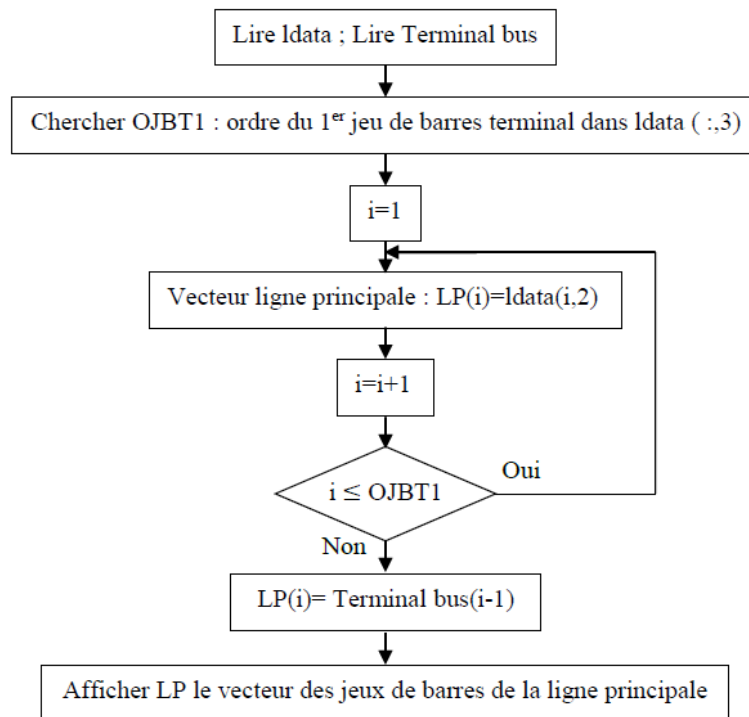 Lire ldata ; Lire Terminal bus
Chercher OJBT1 : ordre du 1er jeu de barres terminal dans ldata ( :,3)
i=1
Vecteur ligne principale : LP(i)=ldata(i,2)
i=i+1
i ≤ OJBT1
Oui
Non
LP(i)= Terminal bus(i-1)
Afficher LP le vecteur des jeux de barres de la ligne principale